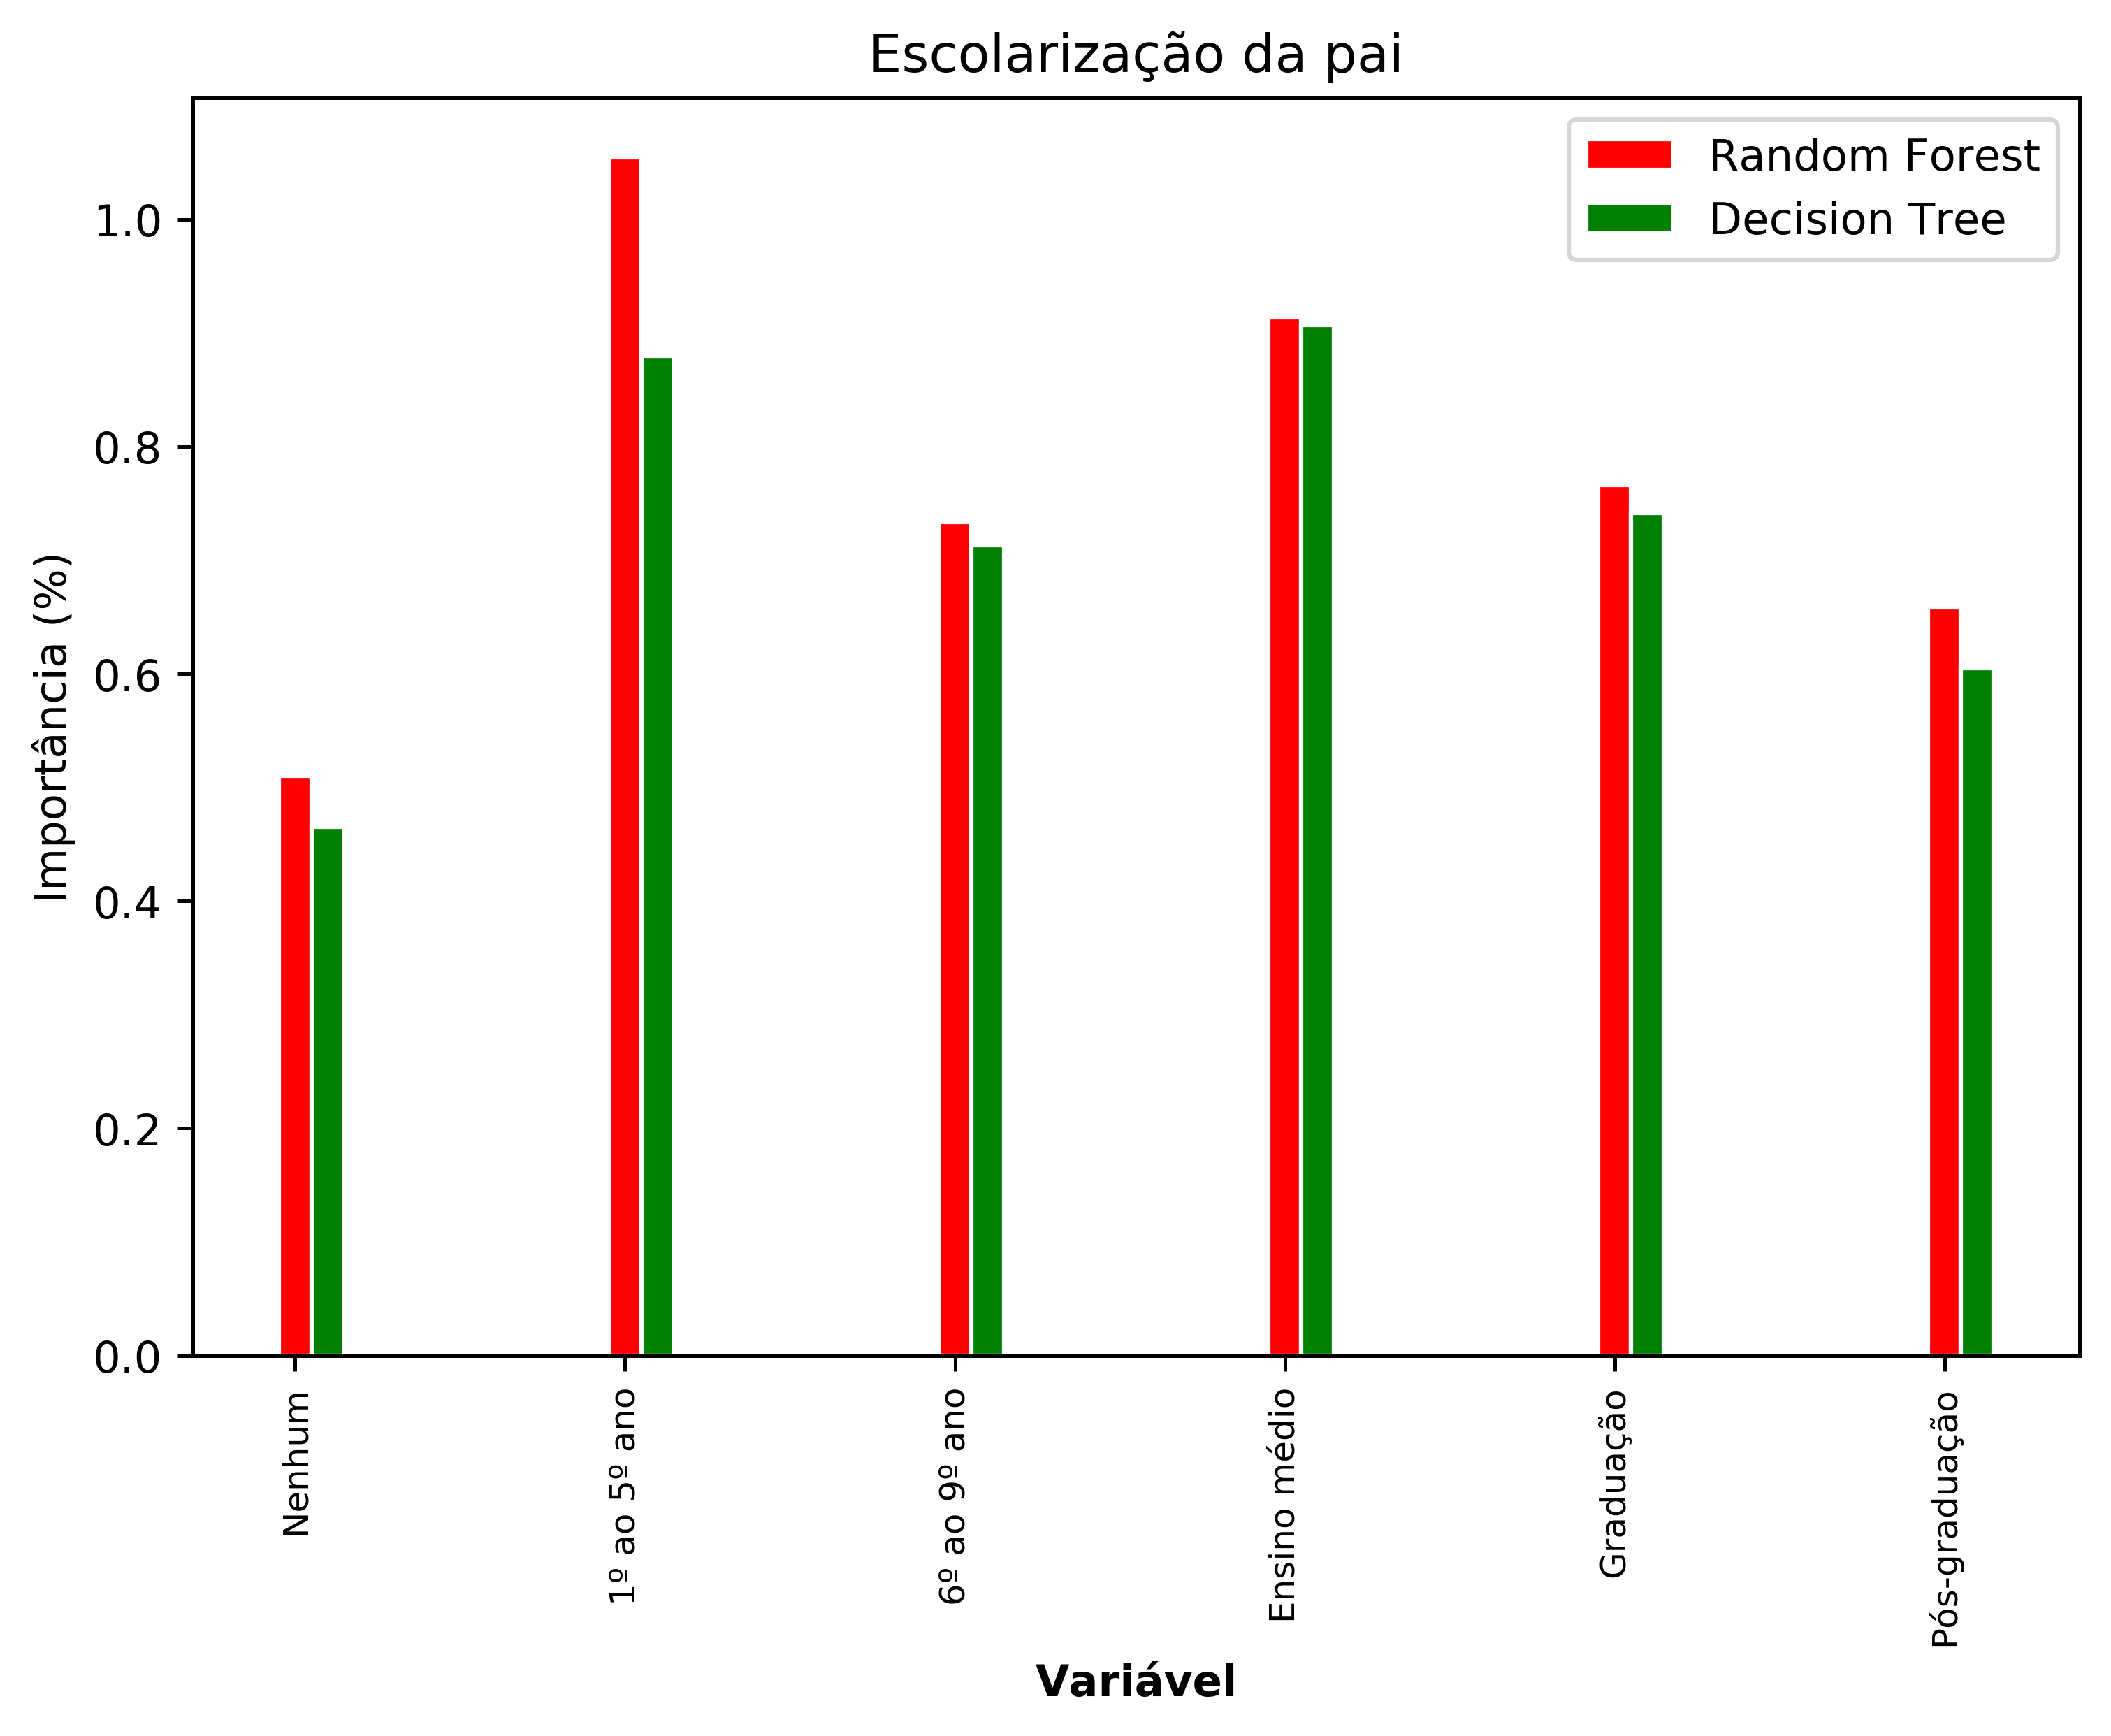 Escolarização da pai
Random Forest
Decision Tree
Importância (%)
1.0
0.8
0.6
0.4
0.2
0.0
Nenhum
1º ao 5º ano
6º ao 9º ano
Ensino médio
Graduação
Pós-graduação
Variável